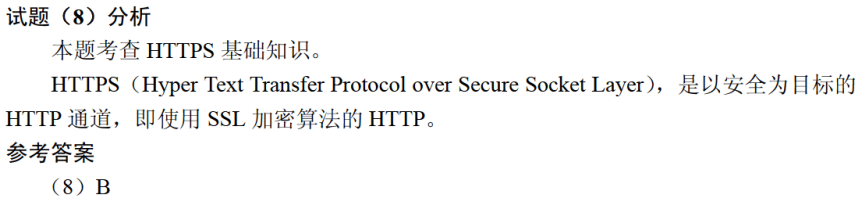 试题（8）分析
本题考查 HTTPS 基础知识。
HTTPS（Hyper Text Transfer Protocol over Secure Socket Layer），是以安全为目标的
HTTP 通道，即使用 SSL 加密算法的 HTTP。
参考答案
（8）B